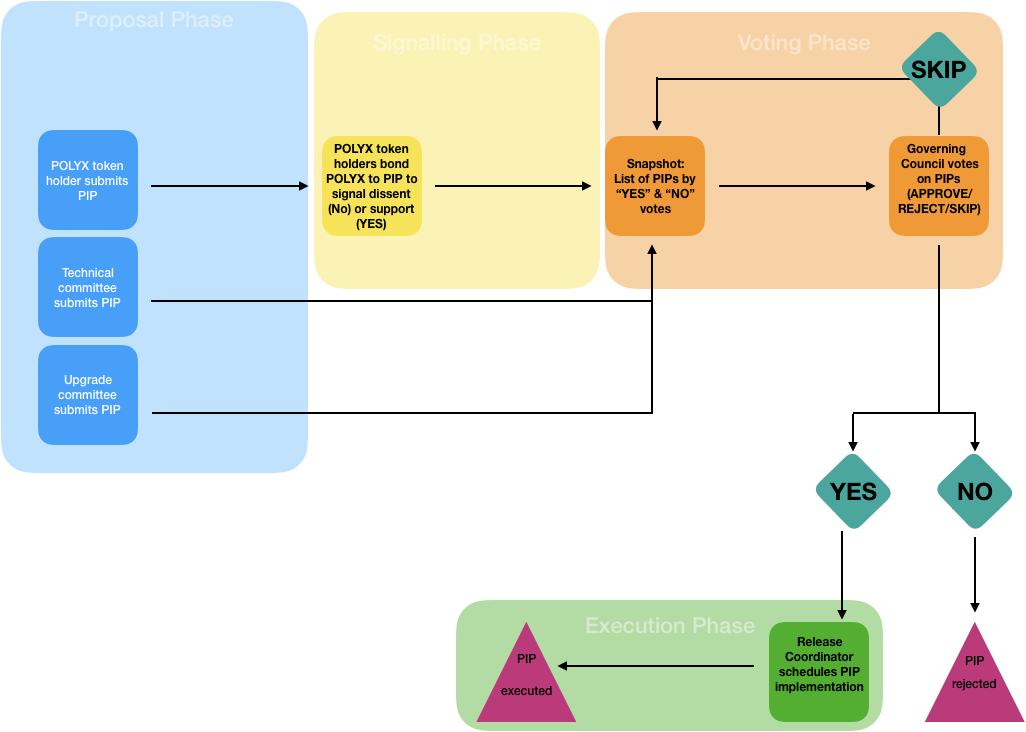 Proposal Phase
Signalling Phase
Voting Phase
SKIP
POLYX token
holder submits
PIP
POLYX token
holders bond
POLYX to PIP to
signal dissent
(No) or support
(YES)
Snapshot:
List of PIPs by
“YES” & “NO”
votes
Governing
Council votes
on PIPs
(APPROVE/
REJECT/SKIP)
Technical
committee
submits PIP
Upgrade
committee
submits PIP
YES
NO
Execution Phase
Release
Coordinator
schedules PIP
implementation
PIP
executed
PIP
rejected